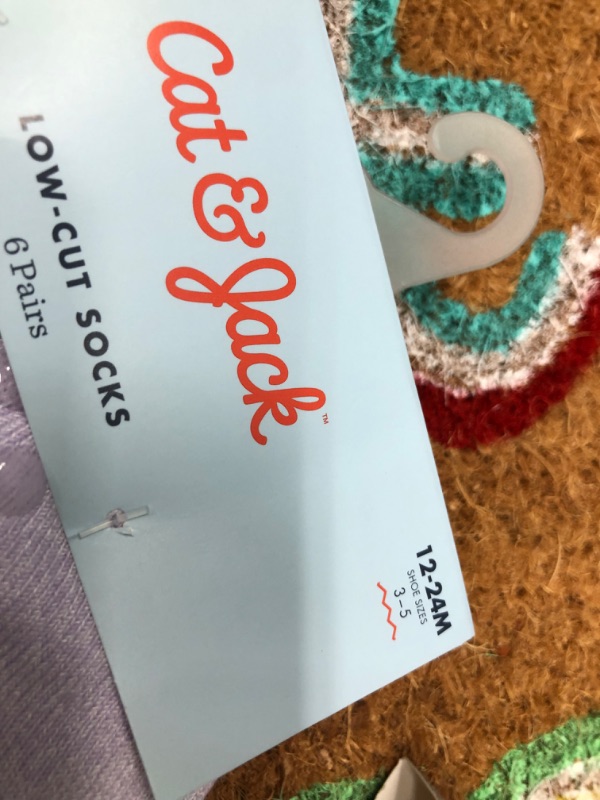 Cat & Jack™
LOW-CUT SOCKS
6 Pairs
12-24M
SHOE SIZES
3-5